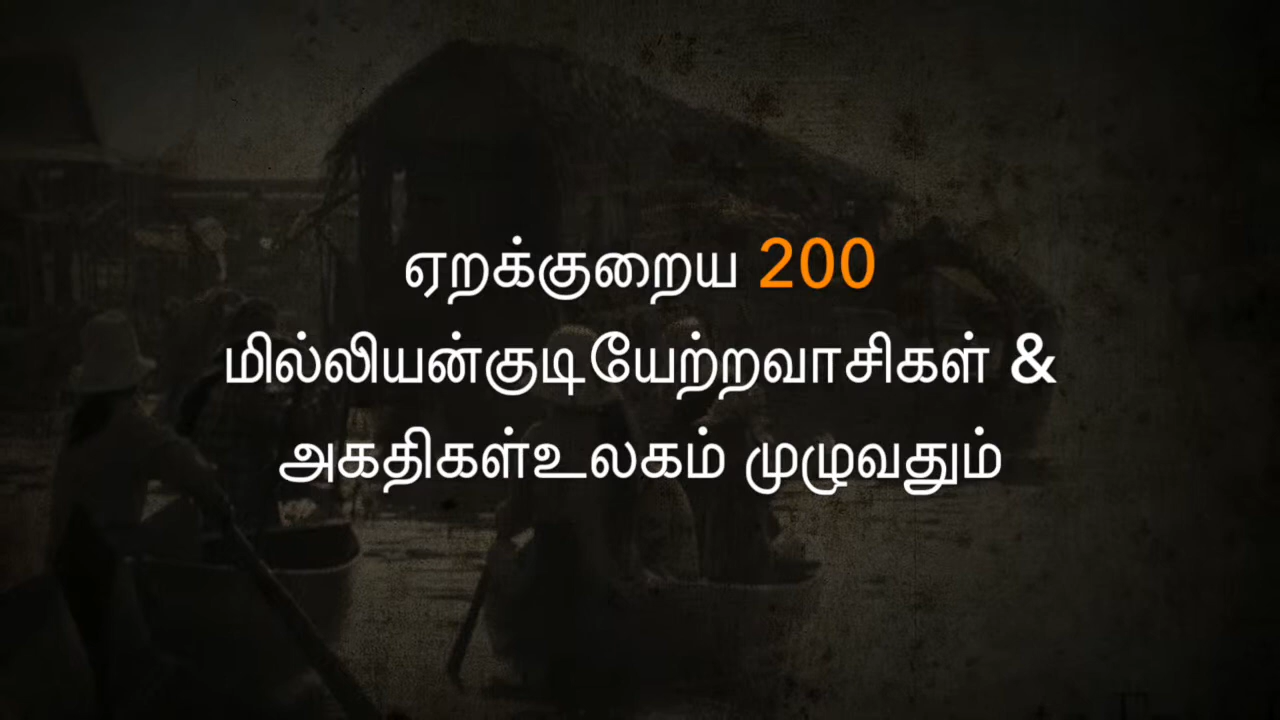 ஏறக்குறைய 200
மில்லியன்குடியேற்றவாசிகள் &
அகதிகள்உலகம் முழுவதும்